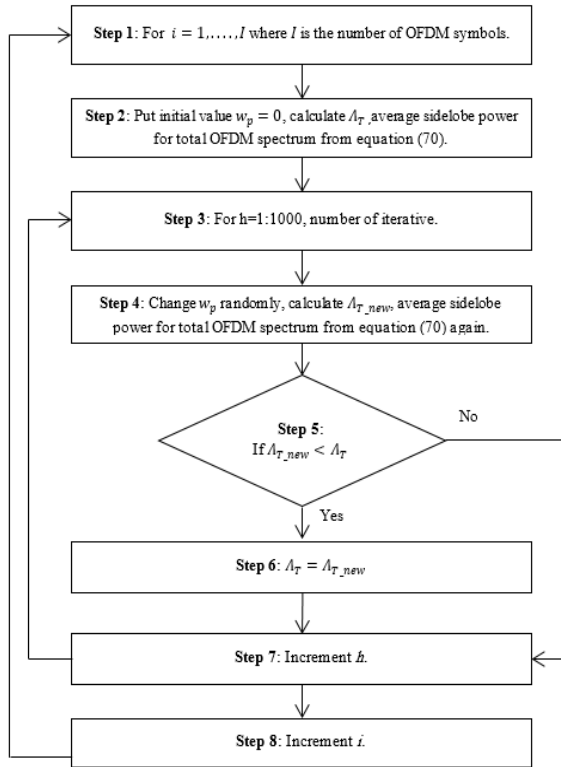 Step 1: For i = 1,....,I where I is the number of OFDM symbols.
Step 2: Put initial value w_p = 0, calculate Λ_T ,average sidelobe power
for total OFDM spectrum from equation (70).
Step 3: For h=1:1000, number of iterative.
Step 4: Change w_p randomly, calculate Λ_T_new, average sidelobe
power for total OFDM spectrum from equation (70) again.
Step 5:
If Λ_T_new < Λ_T
No
Yes
Step 6: Λ_T = Λ_T_new
Step 7: Increment h.
Step 8: Increment i.